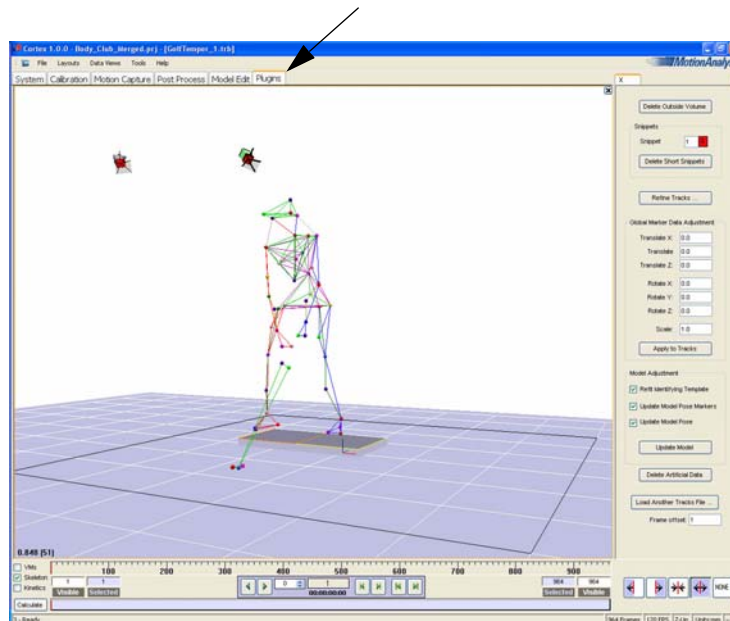 Cortex 1.0.0 - Body_Club_Merged.prj - [GolfTemper_1.trb]
File Layouts Data Views Tools Help
MotionAnalys
System Calibration Motion Capture Post Process Model Edit Plugins
X
Delete Outside Volume
Snippets
Snippet 1
Delete Short Snippets
Refine Tracks ...
Global Marker Data Adjustment
Translate X: 0.0
Translate 0.0
Translate Z: 0.0
Rotate X: 0.0
Rotate Y: 0.0
Rotate Z: 0.0
Scale: 1.0
Apply to Tracks
Model Adjustment
Refit Identifying Template
Update Model Pose Markers
Update Model Pose
Update Model
Delete Artificial Data
Load Another Tracks File ...
Frame offset: 1
0.848 (51)
VMs
Skeleton
Kinetics
100 200 300 400 500 600 700 800 900
1 1
Visible Selected
0 1
00:00:00:00
964 964
Selected Visible
NONE
Calculate
964 Frames 120 FPS Z-Up